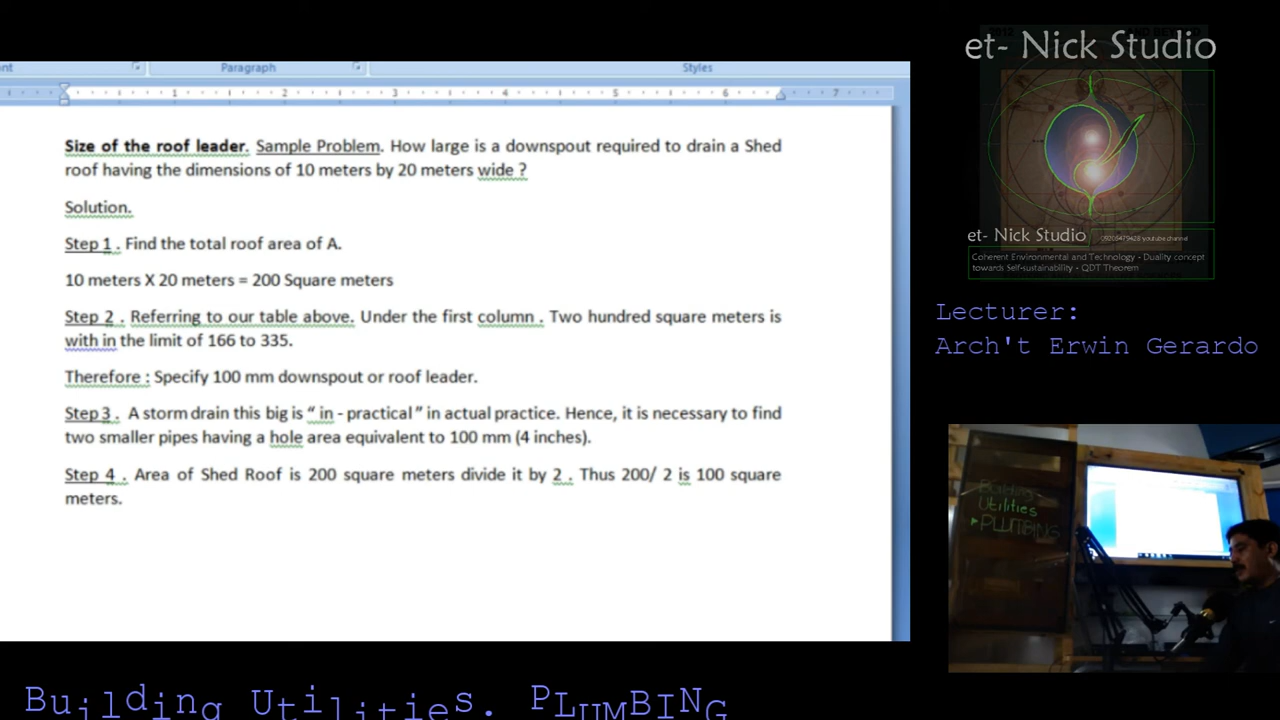 et- Nick Studio
Paragraph
Styles
2 3 4 5 6 7
Size of the roof leader. Sample Problem. How large is a downspout required to drain a Shed
roof having the dimensions of 10 meters by 20 meters wide ?
Solution.
Step 1 . Find the total roof area of A.
10 meters X 20 meters = 200 Square meters
Step 2 . Referring to our table above. Under the first column . Two hundred square meters is
with in the limit of 166 to 335.
Therefore : Specify 100 mm downspout or roof leader.
Step 3 . A storm drain this big is “ in - practical ” in actual practice. Hence, it is necessary to find
two smaller pipes having a hole area equivalent to 100 mm (4 inches).
Step 4 . Area of Shed Roof is 200 square meters divide it by 2 . Thus 200/ 2 is 100 square
meters.
et- Nick Studio
youtube channel
Coherent Environmental and Technology - Duality concept
towards Self-sustainability + QDT Theorem
Lecturer:
Arch't Erwin Gerardo
Building
Utilities
PLUMBING
Building Utilities. PLUMBING